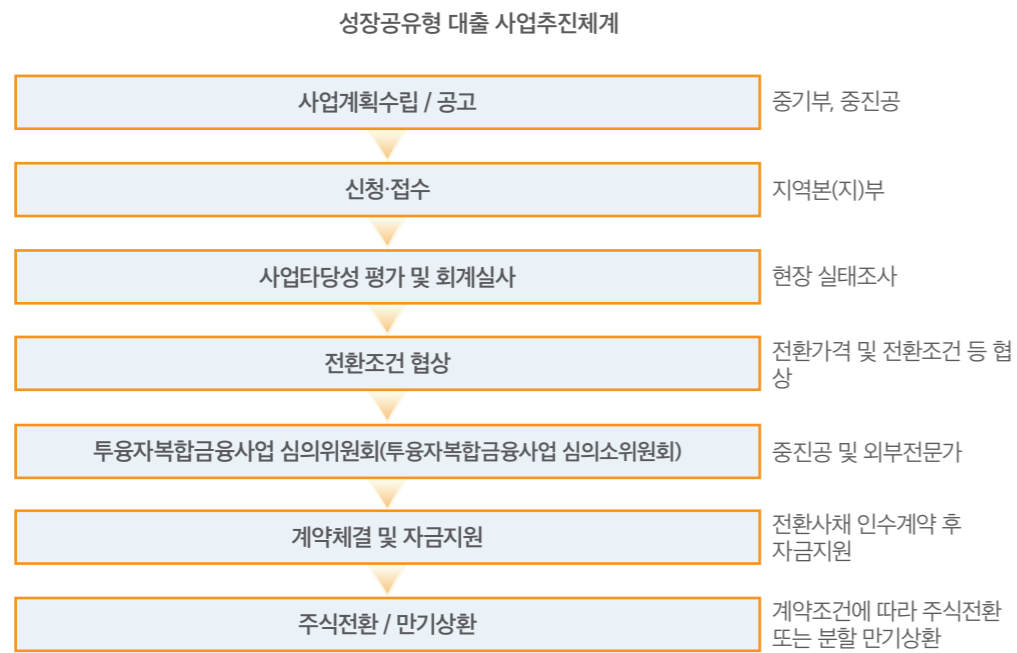 성장공유형 대출 사업추진체계
사업계획수립 / 공고
중기부, 중진공
신청·접수
지역본(지)부
사업타당성 평가 및 회계실사
현장 실태조사
전환조건 협상
전환가격 및 전환조건 등 협
상
투융자복합금융사업 심의위원회(투융자복합금융사업 심의소위원회)
중진공 및 외부전문가
계약체결 및 자금지원
전환사채 인수계약 후
자금지원
주식전환 / 만기상환
계약조건에 따라 주식전환
또는 분할 만기상환